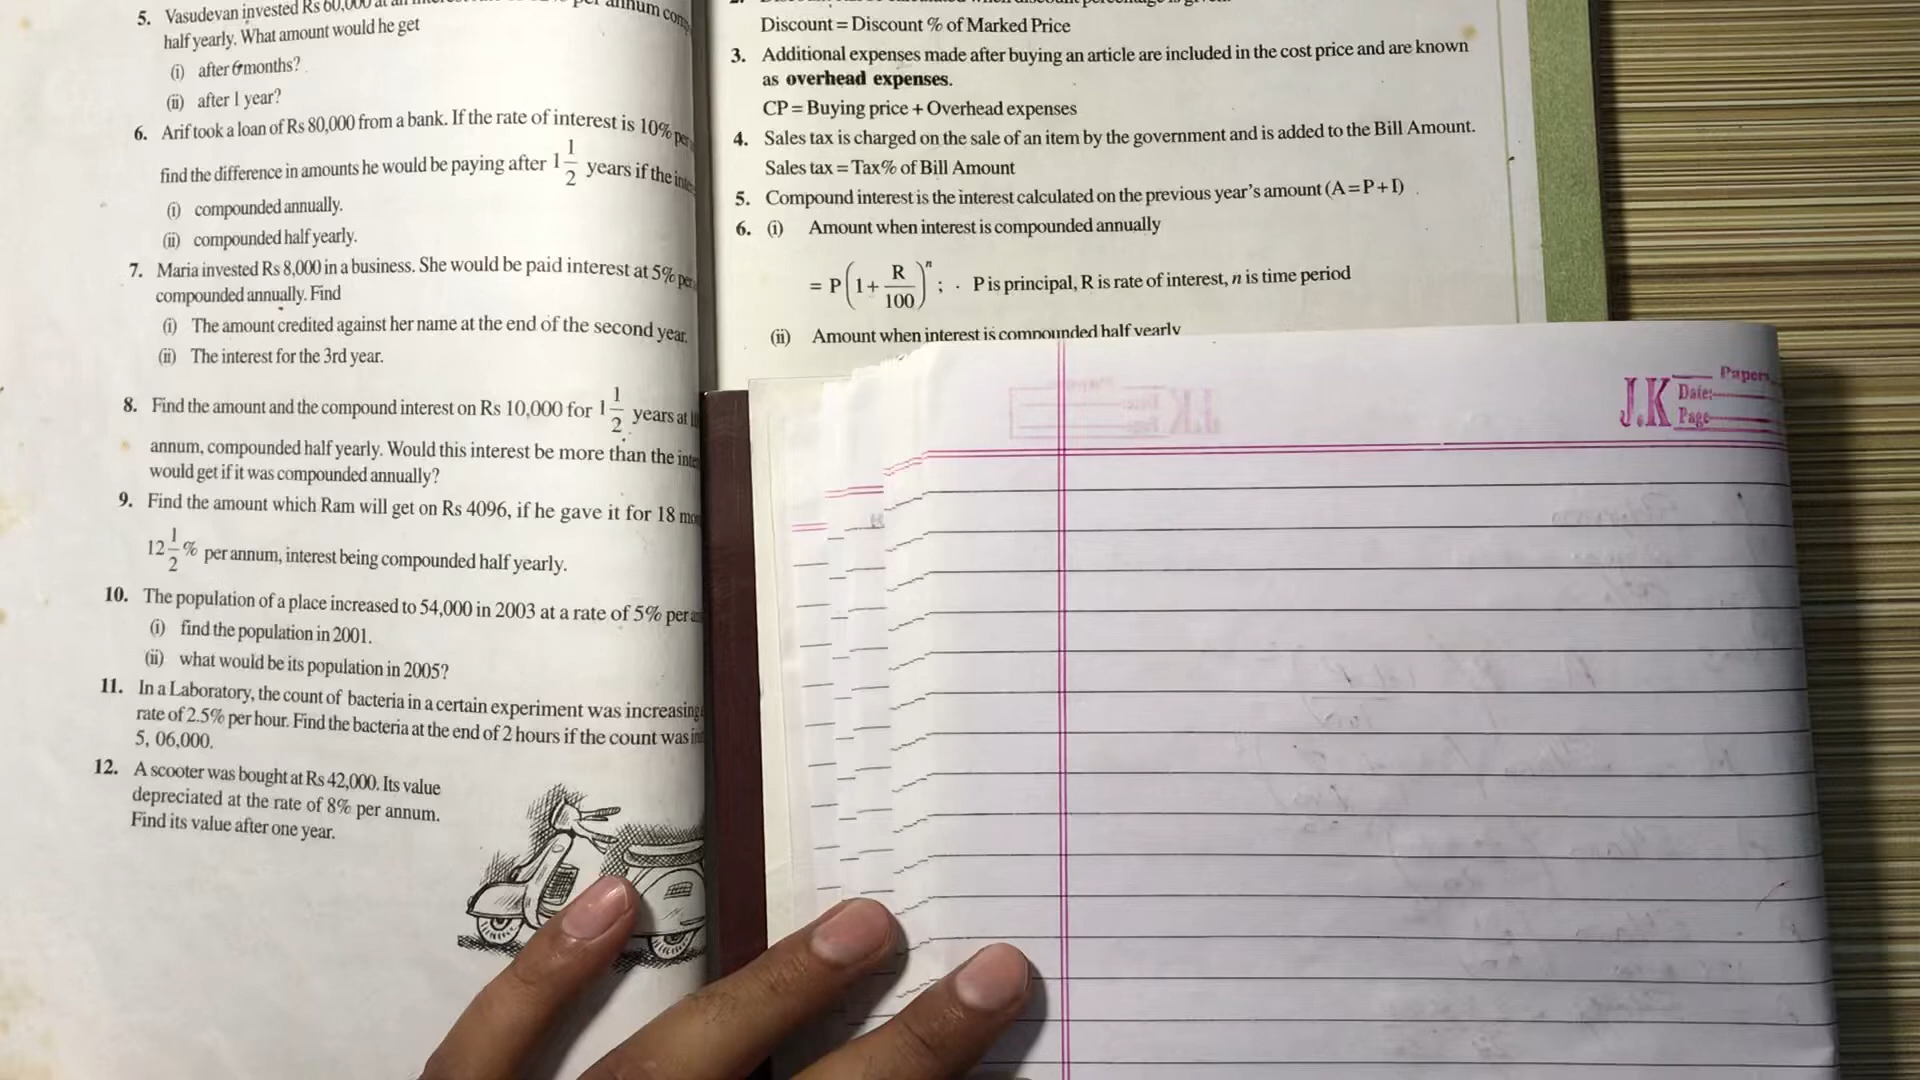 5. Vasudevan invested Rs 60,000 at an
half yearly. What amount would he get
(i) after 6 months?
(ii) after 1 year?
6. Arif took a loan of Rs 80,000 from a bank. If the rate of interest is 10% per
find the difference in amounts he would be paying after 1 1/2 years if the
(i) compounded annually.
(ii) compounded half yearly.
7. Maria invested Rs 8,000 in a business. She would be paid interest at 5% per
compounded annually. Find
(i) The amount credited against her name at the end of the second year.
(ii) The interest for the 3rd year.
8. Find the amount and the compound interest on Rs 10,000 for 1 1/2 years at
annum, compounded half yearly. Would this interest be more than the
would get if it was compounded annually?
9. Find the amount which Ram will get on Rs 4096, if he gave it for 18
12 1/2 % per annum, interest being compounded half yearly.
10. The population of a place increased to 54,000 in 2003 at a rate of 5% per
(i) find the population in 2001.
(ii) what would be its population in 2005?
11. In a Laboratory, the count of bacteria in a certain experiment was increasing
rate of 2.5% per hour. Find the bacteria at the end of 2 hours if the count was
5, 06,000.
12. A scooter was bought at Rs 42,000. Its value
depreciated at the rate of 8% per annum.
Find its value after one year.
Discount = Discount % of Marked Price
3. Additional expenses made after buying an article are included in the cost price and are known
as overhead expenses.
CP = Buying price + Overhead expenses
4. Sales tax is charged on the sale of an item by the government and is added to the Bill Amount.
Sales tax = Tax% of Bill Amount
5. Compound interest is the interest calculated on the previous year's amount (A = P + I)
6. (i) Amount when interest is compounded annually
= P(1 + R/100)^n ; P is principal, R is rate of interest, n is time period
(ii) Amount when interest is compounded half yearly
J.K Papers
Date:
Page